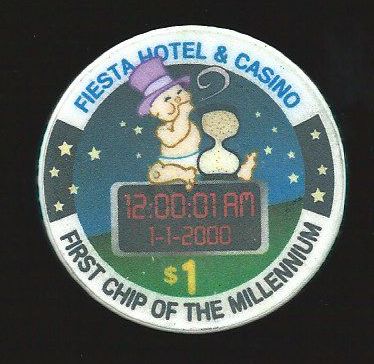 FIESTA HOTEL & CASINO
12:00:01 AM
1-1-2000
$1
FIRST CHIP OF THE MILLENNIUM